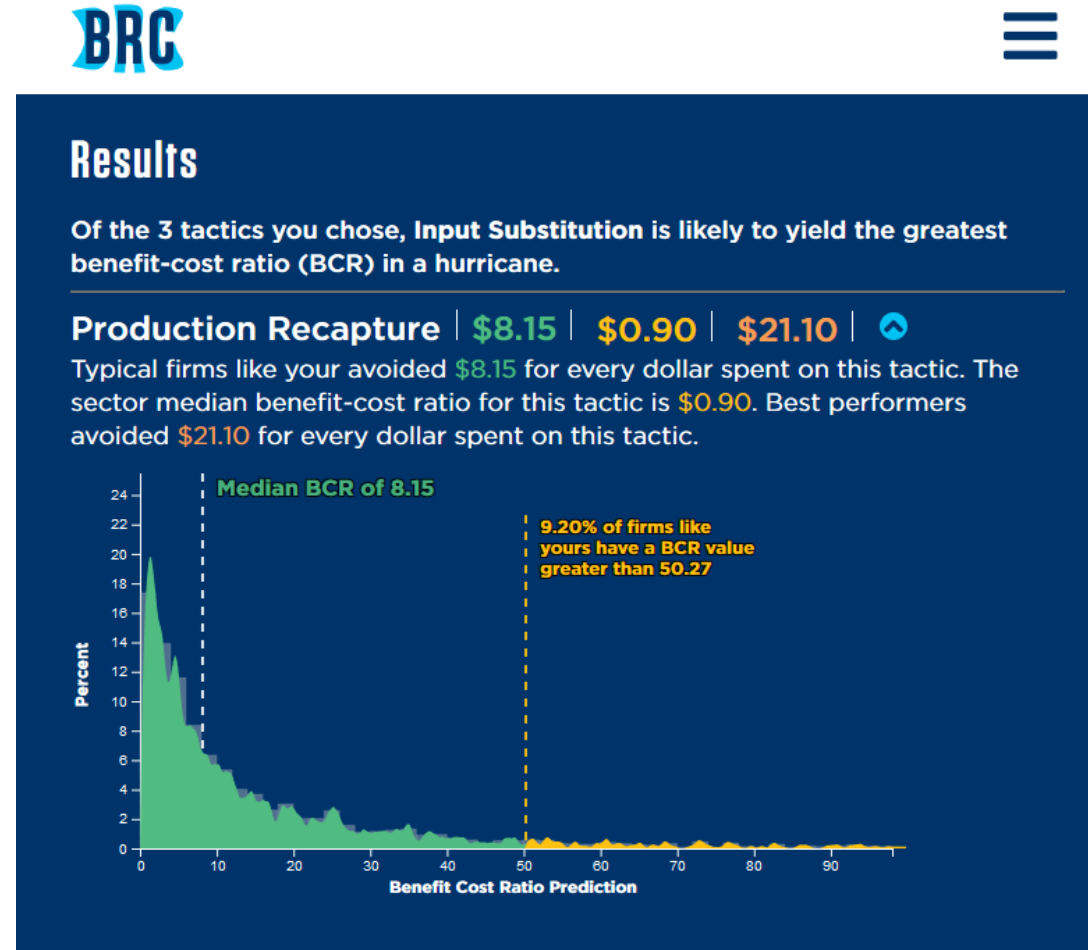 BRC
Results
Of the 3 tactics you chose, Input Substitution is likely to yield the greatest
benefit-cost ratio (BCR) in a hurricane.
Production Recapture | $8.15 | $0.90 | $21.10 |
Typical firms like your avoided $8.15 for every dollar spent on this tactic. The
sector median benefit-cost ratio for this tactic is $0.90. Best performers
avoided $21.10 for every dollar spent on this tactic.
Median BCR of 8.15
9.20% of firms like
yours have a BCR value
greater than 50.27
Percent
24
22
20
18
16
14
12
10
8
6
4
2
0
0 10 20 30 40 50 60 70 80 90
Benefit Cost Ratio Prediction